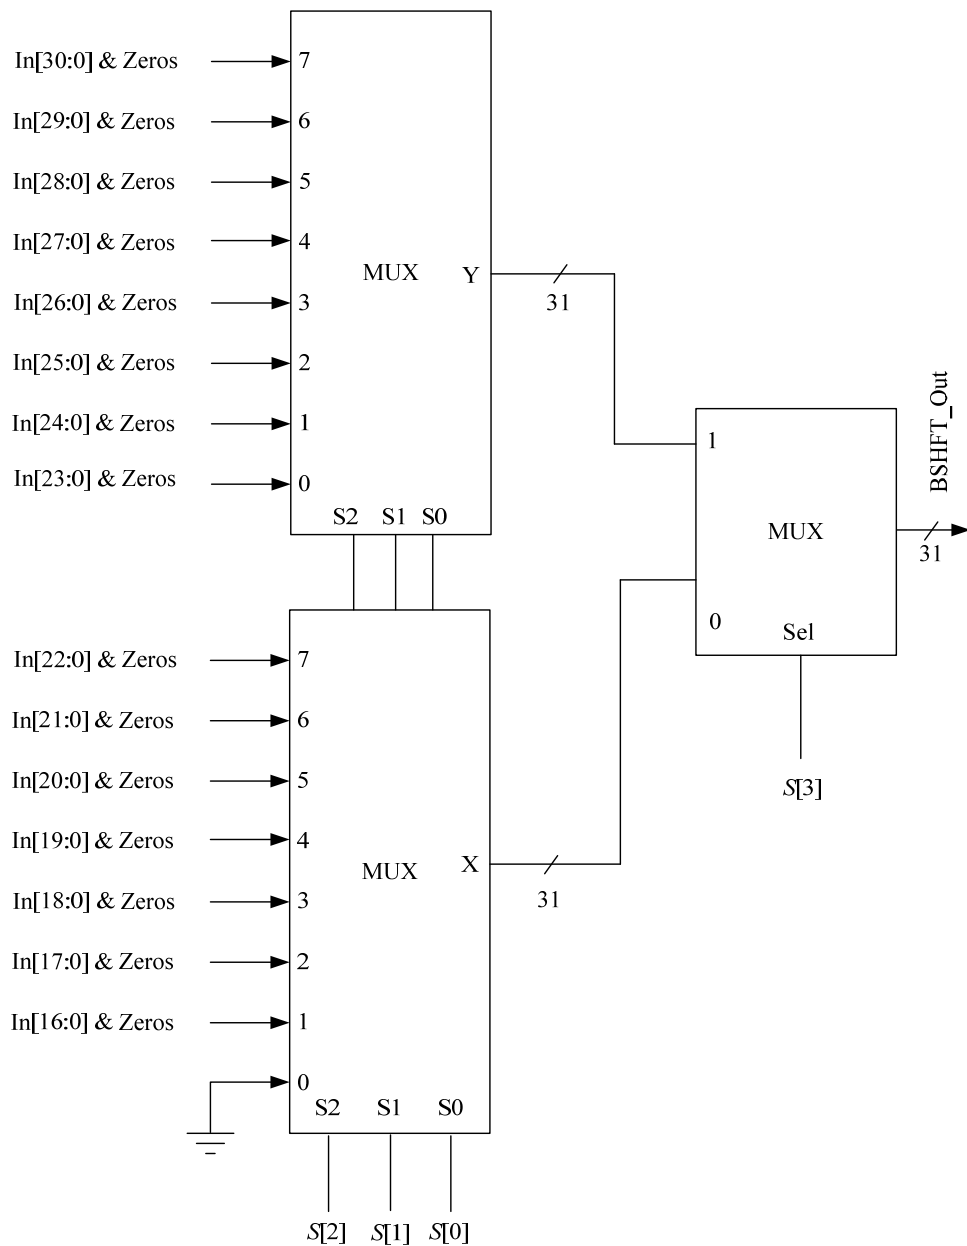 In[30:0] & Zeros 7
In[29:0] & Zeros 6
In[28:0] & Zeros 5
In[27:0] & Zeros 4
MUX Y
31
In[26:0] & Zeros 3
In[25:0] & Zeros 2
In[24:0] & Zeros 1
In[23:0] & Zeros 0
S2 S1 S0
1
MUX
0
Sel
S[3]
BSHFT_Out
31
In[22:0] & Zeros 7
In[21:0] & Zeros 6
In[20:0] & Zeros 5
In[19:0] & Zeros 4
MUX X
31
In[18:0] & Zeros 3
In[17:0] & Zeros 2
In[16:0] & Zeros 1
0
S2 S1 S0
S[2] S[1] S[0]